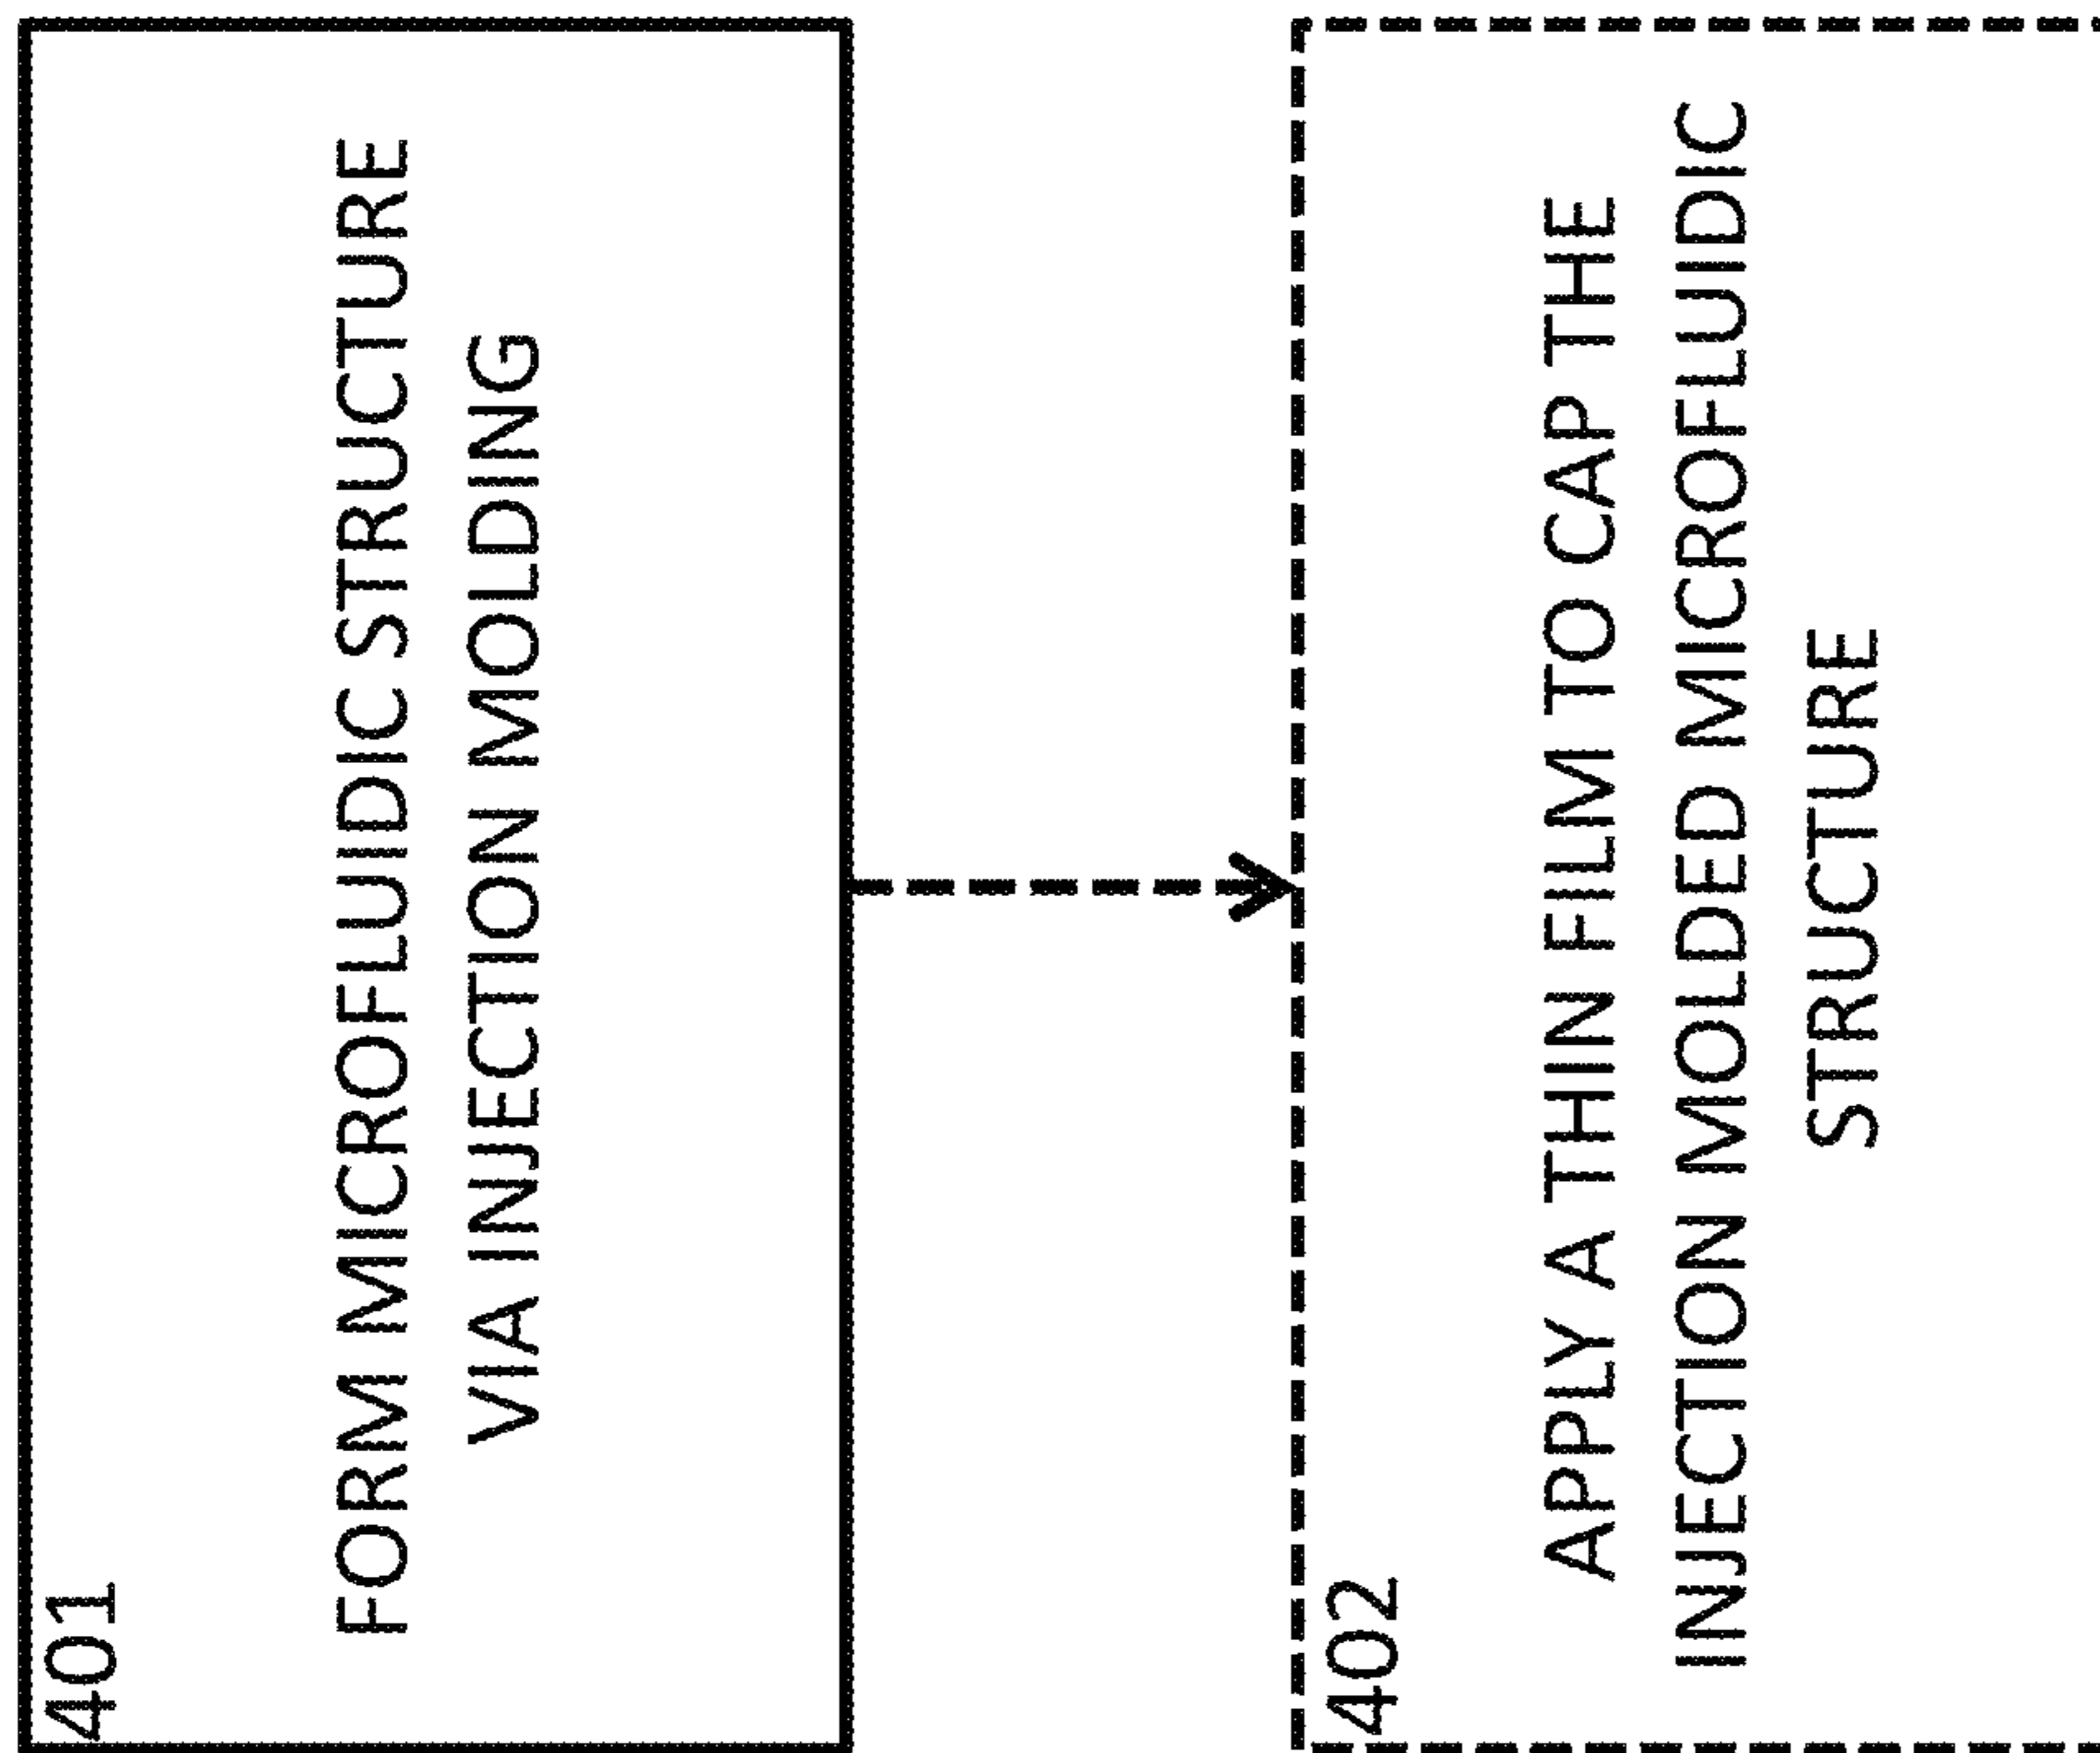 401
FORM MICROFLUIDIC STRUCTURE
VIA INJECTION MOLDING
402
APPLY A THIN FILM TO CAP THE
INJECTION MOLDED MICROFLUIDIC
STRUCTURE